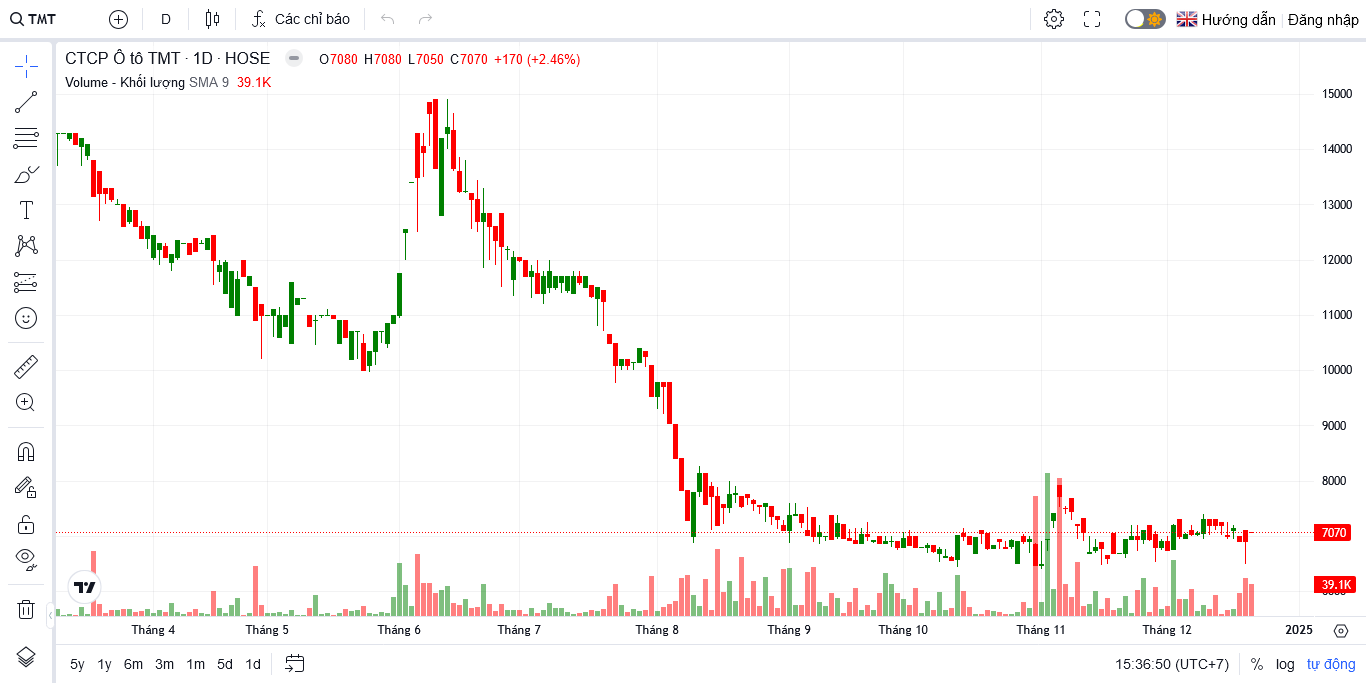 TMT D Các chỉ báo Hướng dẫn Đăng nhập
CTCP Ô tô TMT · 1D · HOSE O7080 H7080 L7050 C7070 +170 (+2.46%)
Volume - Khối lượng SMA 9 39.1K
15000
14000
13000
12000
11000
10000
9000
8000
7070
39.1K
Tháng 4 Tháng 5 Tháng 6 Tháng 7 Tháng 8 Tháng 9 Tháng 10 Tháng 11 Tháng 12 2025
5y 1y 6m 3m 1m 5d 1d 15:36:50 (UTC+7) % log tự động